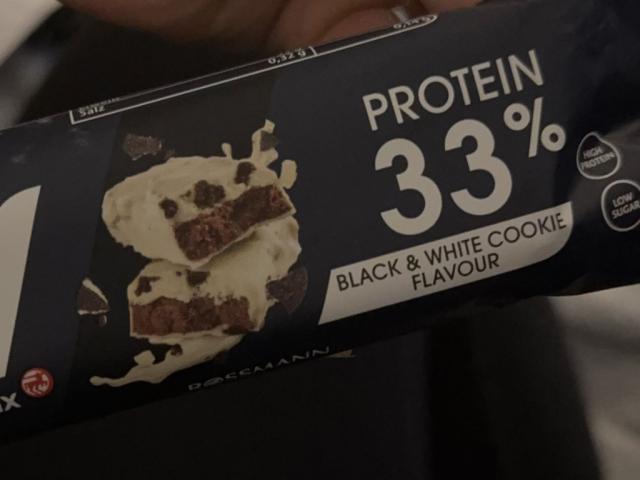 Salz
0,32 g
PROTEIN
33%
HIGH
PROTEIN
LOW
SUGAR
BLACK & WHITE COOKIE
FLAVOUR
ROSSMANN